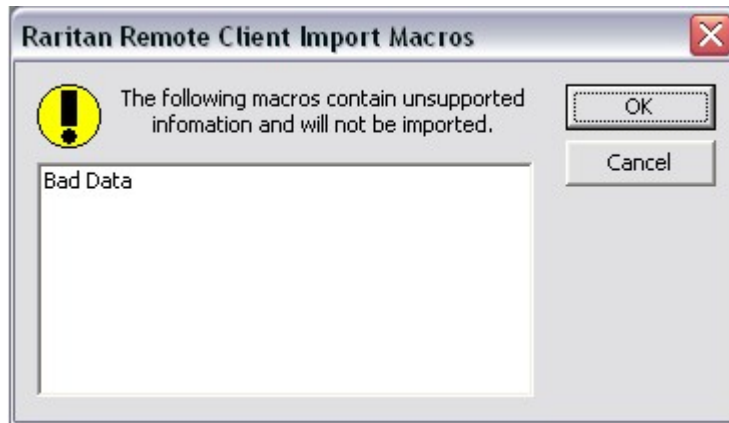 Raritan Remote Client Import Macros
The following macros contain unsupported
infomation and will not be imported.
OK
Cancel
Bad Data